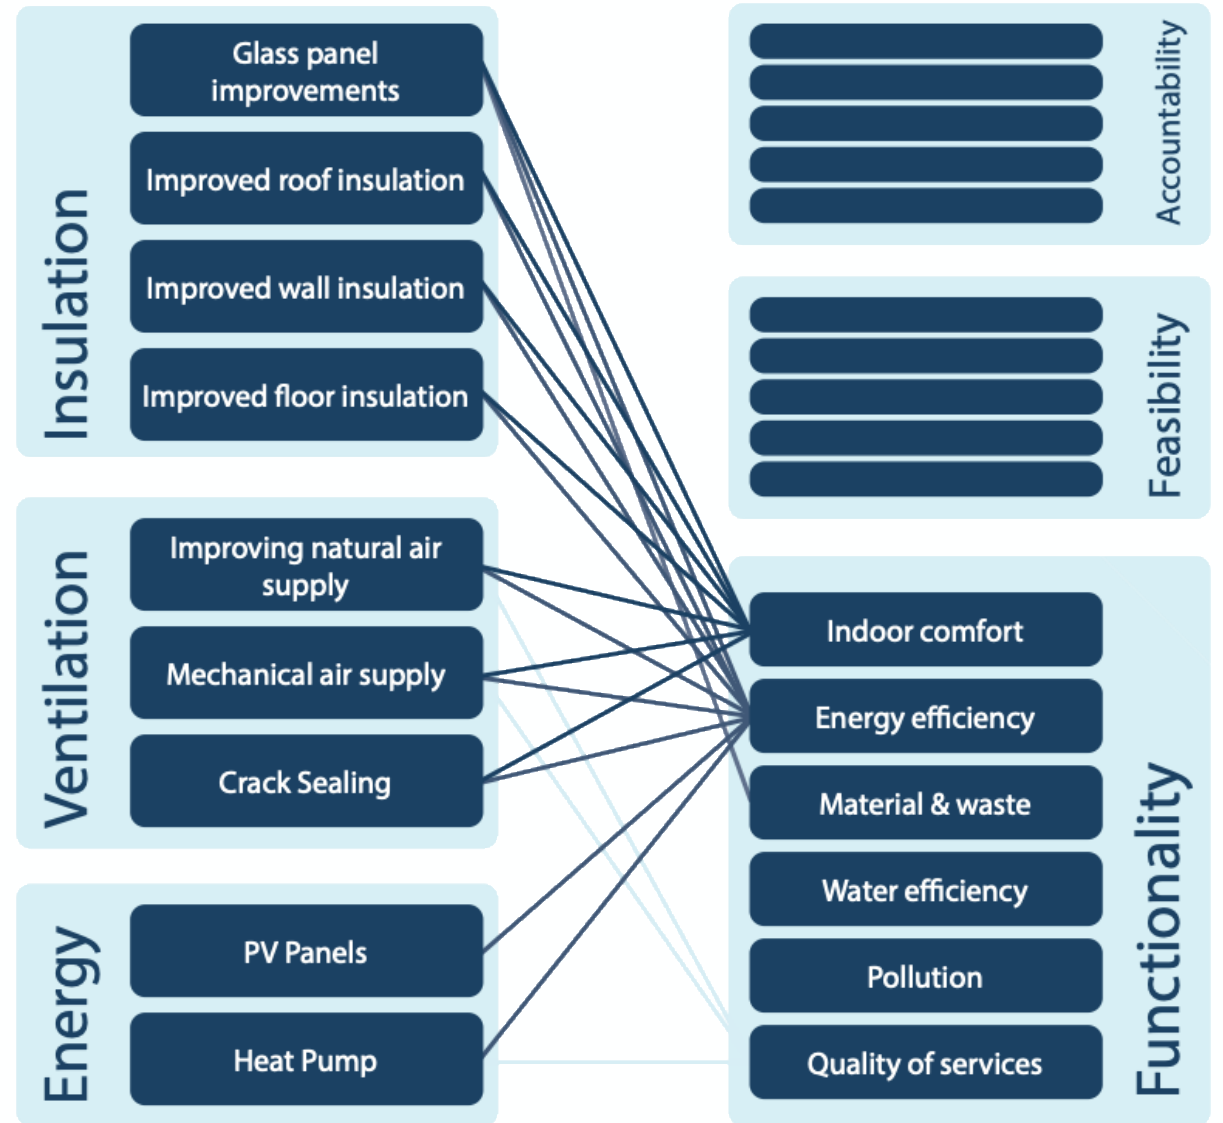 Insulation
Glass panel
improvements
Improved roof insulation
Improved wall insulation
Improved floor insulation
Ventilation
Improving natural air
supply
Mechanical air supply
Crack Sealing
Energy
PV Panels
Heat Pump
Accountability
Feasibility
Functionality
Indoor comfort
Energy efficiency
Material & waste
Water efficiency
Pollution
Quality of services